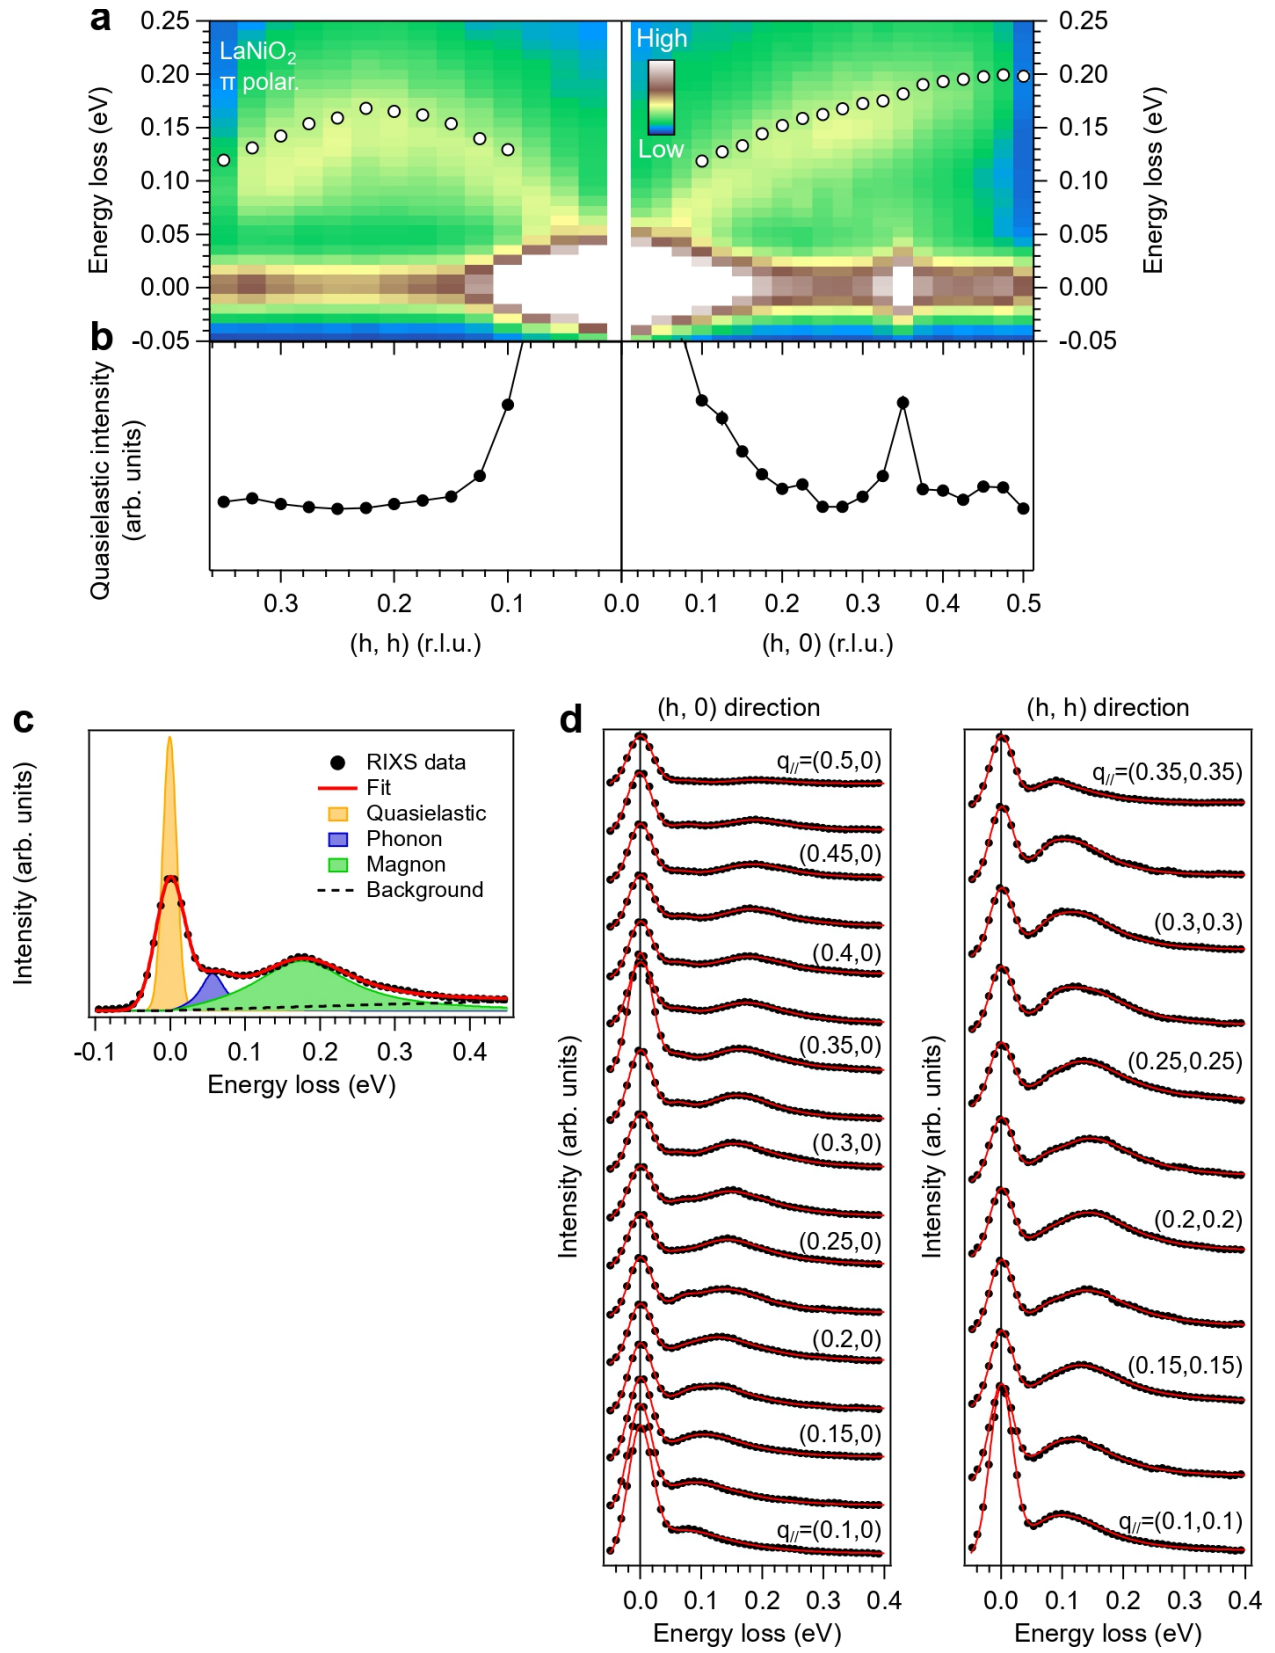 a
0.25
0.20
0.15
0.10
0.05
0.00
-0.05
Energy loss (eV)
LaNiO₂
π polar.
High
Low
0.25
0.20
0.15
0.10
0.05
0.00
-0.05
Energy loss (eV)
b
Quasielastic intensity
(arb. units)
0.3
0.2
0.1
0.0
0.1
0.2
0.3
0.4
0.5
(h, h) (r.l.u.)
(h, 0) (r.l.u.)
c
Intensity (arb. units)
RIXS data
Fit
Quasielastic
Phonon
Magnon
Background
-0.1
0.0
0.1
0.2
0.3
0.4
Energy loss (eV)
d
(h, 0) direction
Intensity (arb. units)
q//=(0.5,0)
(0.45,0)
(0.4,0)
(0.35,0)
(0.3,0)
(0.25,0)
(0.2,0)
(0.15,0)
q//=(0.1,0)
0.0
0.1
0.2
0.3
0.4
Energy loss (eV)
(h, h) direction
Intensity (arb. units)
q//=(0.35,0.35)
(0.3,0.3)
(0.25,0.25)
(0.2,0.2)
(0.15,0.15)
q//=(0.1,0.1)
0.0
0.1
0.2
0.3
0.4
Energy loss (eV)